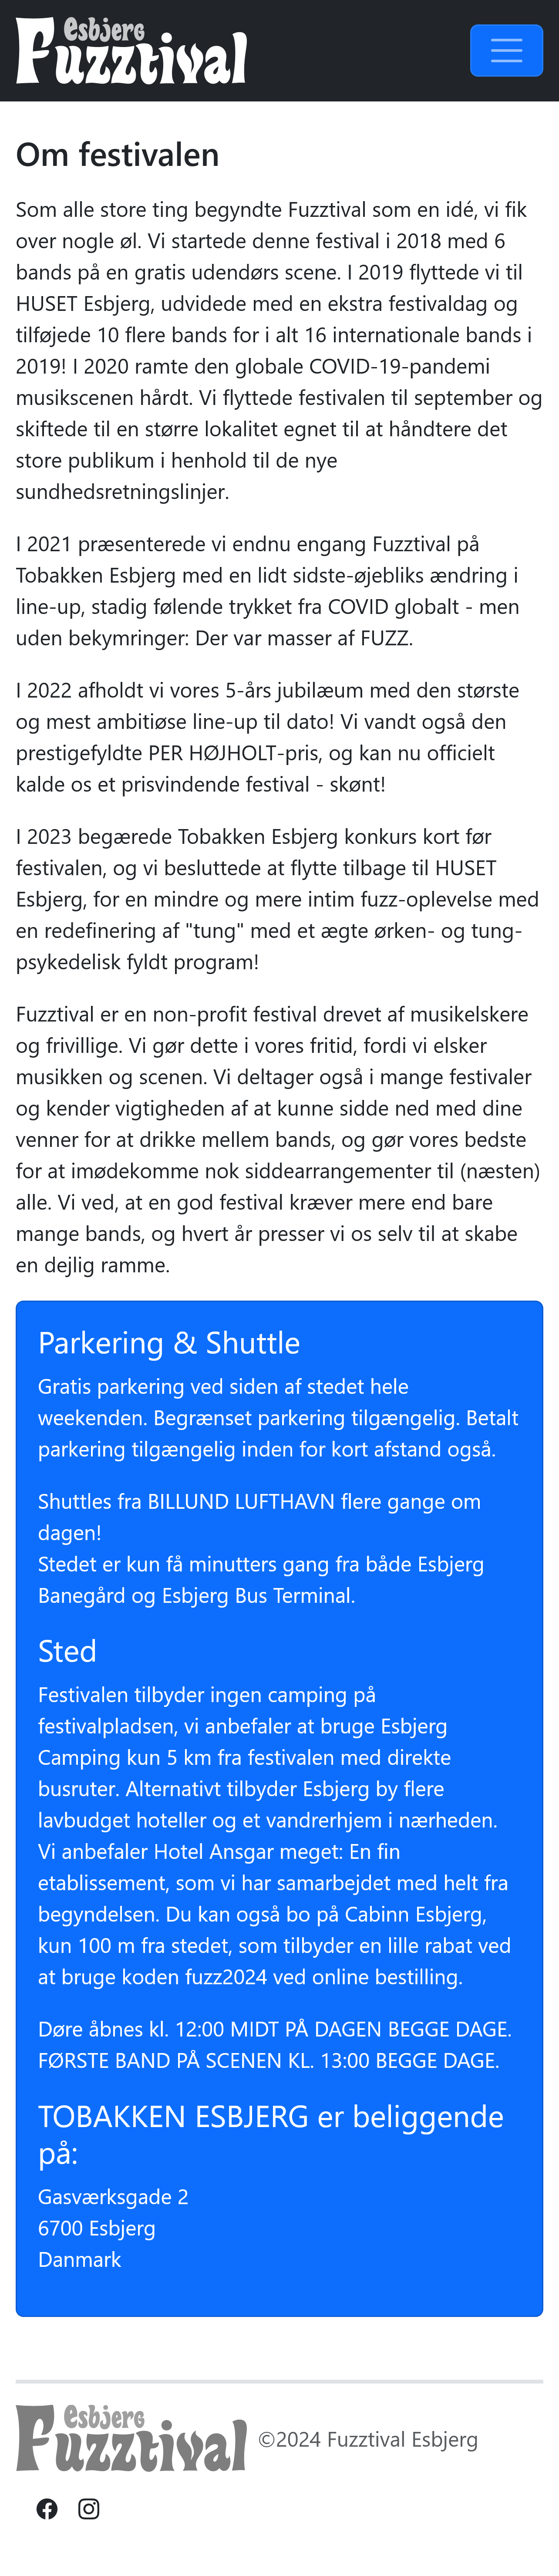 Esbjerg
Fuzztival
Om festivalen
Som alle store ting begyndte Fuzztival som en idé, vi fik
over nogle øl. Vi startede denne festival i 2018 med 6
bands på en gratis udendørs scene. I 2019 flyttede vi til
HUSET Esbjerg, udvidede med en ekstra festivaldag og
tilføjede 10 flere bands for i alt 16 internationale bands i
2019! I 2020 ramte den globale COVID-19-pandemi
musikscenen hårdt. Vi flyttede festivalen til september og
skiftede til en større lokalitet egnet til at håndtere det
store publikum i henhold til de nye
sundhedsretningslinjer.
I 2021 præsenterede vi endnu engang Fuzztival på
Tobakken Esbjerg med en lidt sidste-øjebliks ændring i
line-up, stadig følende trykket fra COVID globalt - men
uden bekymringer: Der var masser af FUZZ.
I 2022 afholdt vi vores 5-års jubilæum med den største
og mest ambitiøse line-up til dato! Vi vandt også den
prestigefyldte PER HØJHOLT-pris, og kan nu officielt
kalde os et prisvindende festival - skønt!
I 2023 begærede Tobakken Esbjerg konkurs kort før
festivalen, og vi besluttede at flytte tilbage til HUSET
Esbjerg, for en mindre og mere intim fuzz-oplevelse med
en redefinering af "tung" med et ægte ørken- og tung-
psykedelisk fyldt program!
Fuzztival er en non-profit festival drevet af musikelskere
og frivillige. Vi gør dette i vores fritid, fordi vi elsker
musikken og scenen. Vi deltager også i mange festivaler
og kender vigtigheden af at kunne sidde ned med dine
venner for at drikke mellem bands, og gør vores bedste
for at imødekomme nok siddearrangementer til (næsten)
alle. Vi ved, at en god festival kræver mere end bare
mange bands, og hvert år presser vi os selv til at skabe
en dejlig ramme.
Parkering & Shuttle
Gratis parkering ved siden af stedet hele
weekenden. Begrænset parkering tilgængelig. Betalt
parkering tilgængelig inden for kort afstand også.
Shuttles fra BILLUND LUFTHAVN flere gange om
dagen!
Stedet er kun få minutters gang fra både Esbjerg
Banegård og Esbjerg Bus Terminal.
Sted
Festivalen tilbyder ingen camping på
festivalpladsen, vi anbefaler at bruge Esbjerg
Camping kun 5 km fra festivalen med direkte
busruter. Alternativt tilbyder Esbjerg by flere
lavbudget hoteller og et vandrerhjem i nærheden.
Vi anbefaler Hotel Ansgar meget: En fin
etablissement, som vi har samarbejdet med helt fra
begyndelsen. Du kan også bo på Cabinn Esbjerg,
kun 100 m fra stedet, som tilbyder en lille rabat ved
at bruge koden fuzz2024 ved online bestilling.
Døre åbnes kl. 12:00 MIDT PÅ DAGEN BEGGE DAGE.
FØRSTE BAND PÅ SCENEN KL. 13:00 BEGGE DAGE.
TOBAKKEN ESBJERG er beliggende
på:
Gasværksgade 2
6700 Esbjerg
Danmark
Esbjerg
Fuzztival
©2024 Fuzztival Esbjerg